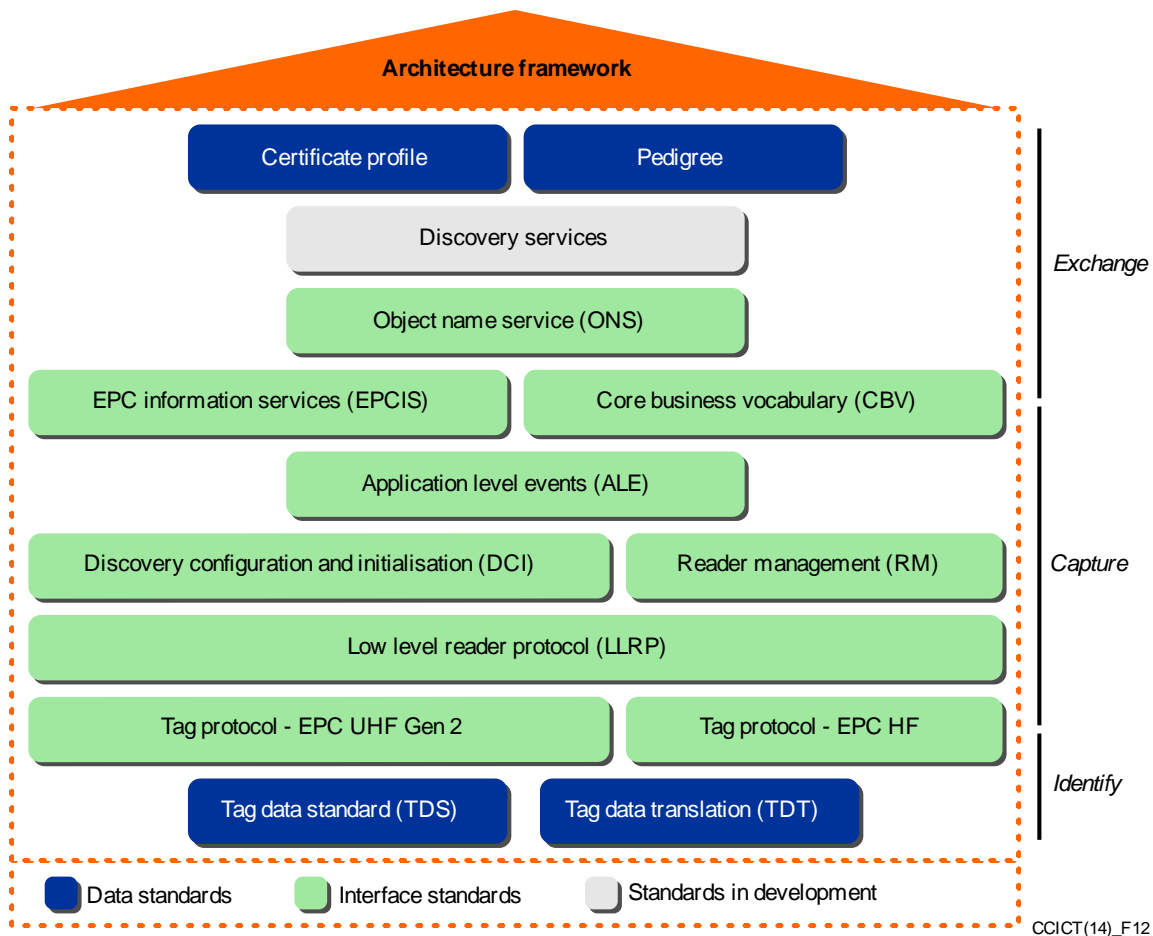 Architecture framework
Certificate profile
Pedigree
Discovery services
Exchange
Object name service (ONS)
EPC information services (EPCIS)
Core business vocabulary (CBV)
Application level events (ALE)
Discovery configuration and initialisation (DCI)
Reader management (RM)
Capture
Low level reader protocol (LLRP)
Tag protocol - EPC UHF Gen 2
Tag protocol - EPC HF
Identify
Tag data standard (TDS)
Tag data translation (TDT)
Data standards
Interface standards
Standards in development
CCICT(14)_F12